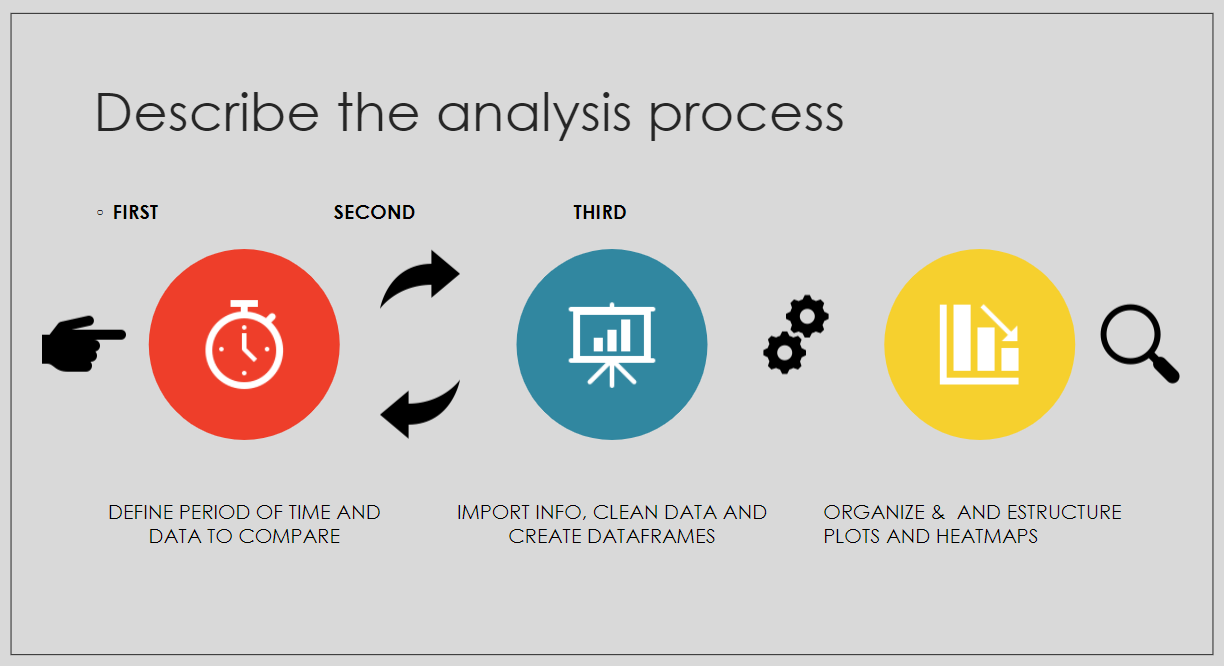 Describe the analysis process
○ FIRST SECOND THIRD
DEFINE PERIOD OF TIME AND
DATA TO COMPARE
IMPORT INFO, CLEAN DATA AND
CREATE DATAFRAMES
ORGANIZE &  AND ESTRUCTURE
PLOTS AND HEATMAPS